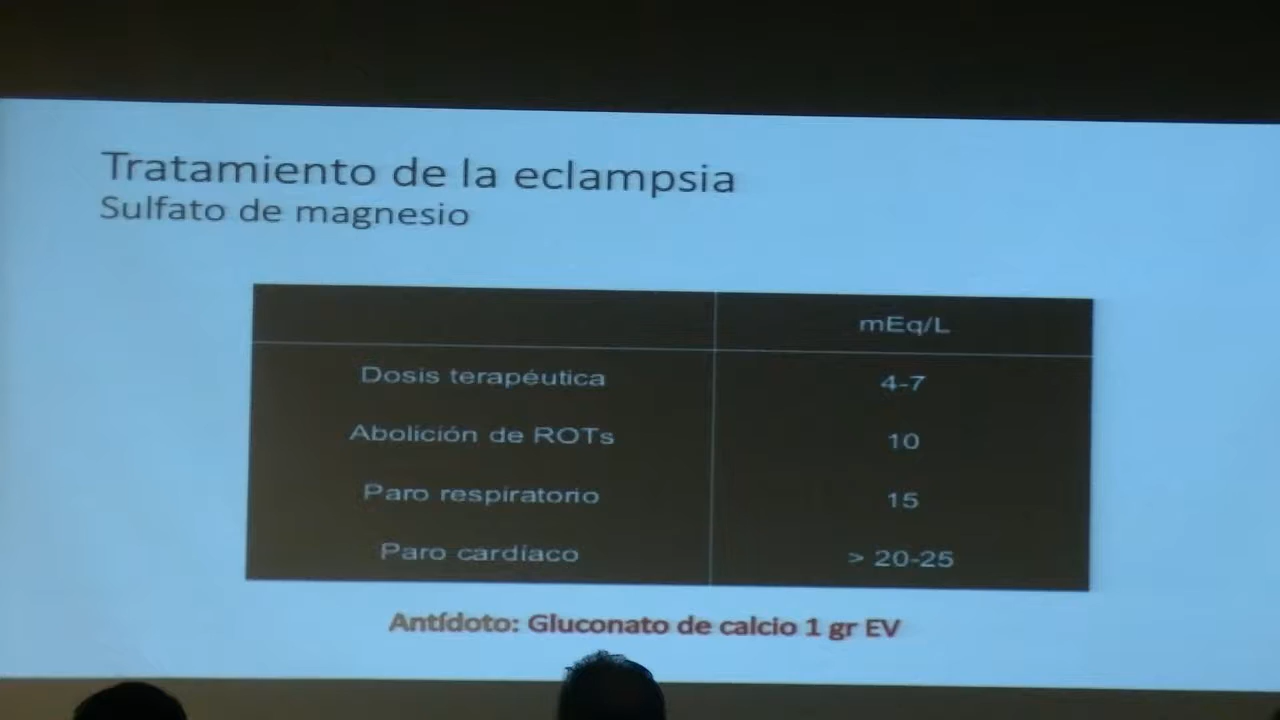 Tratamiento de la eclampsia
Sulfato de magnesio
mEq/L
Dosis terapéutica 4-7
Abolición de ROTs 10
Paro respiratorio 15
Paro cardíaco > 20-25
Antídoto: Gluconato de calcio 1 gr EV